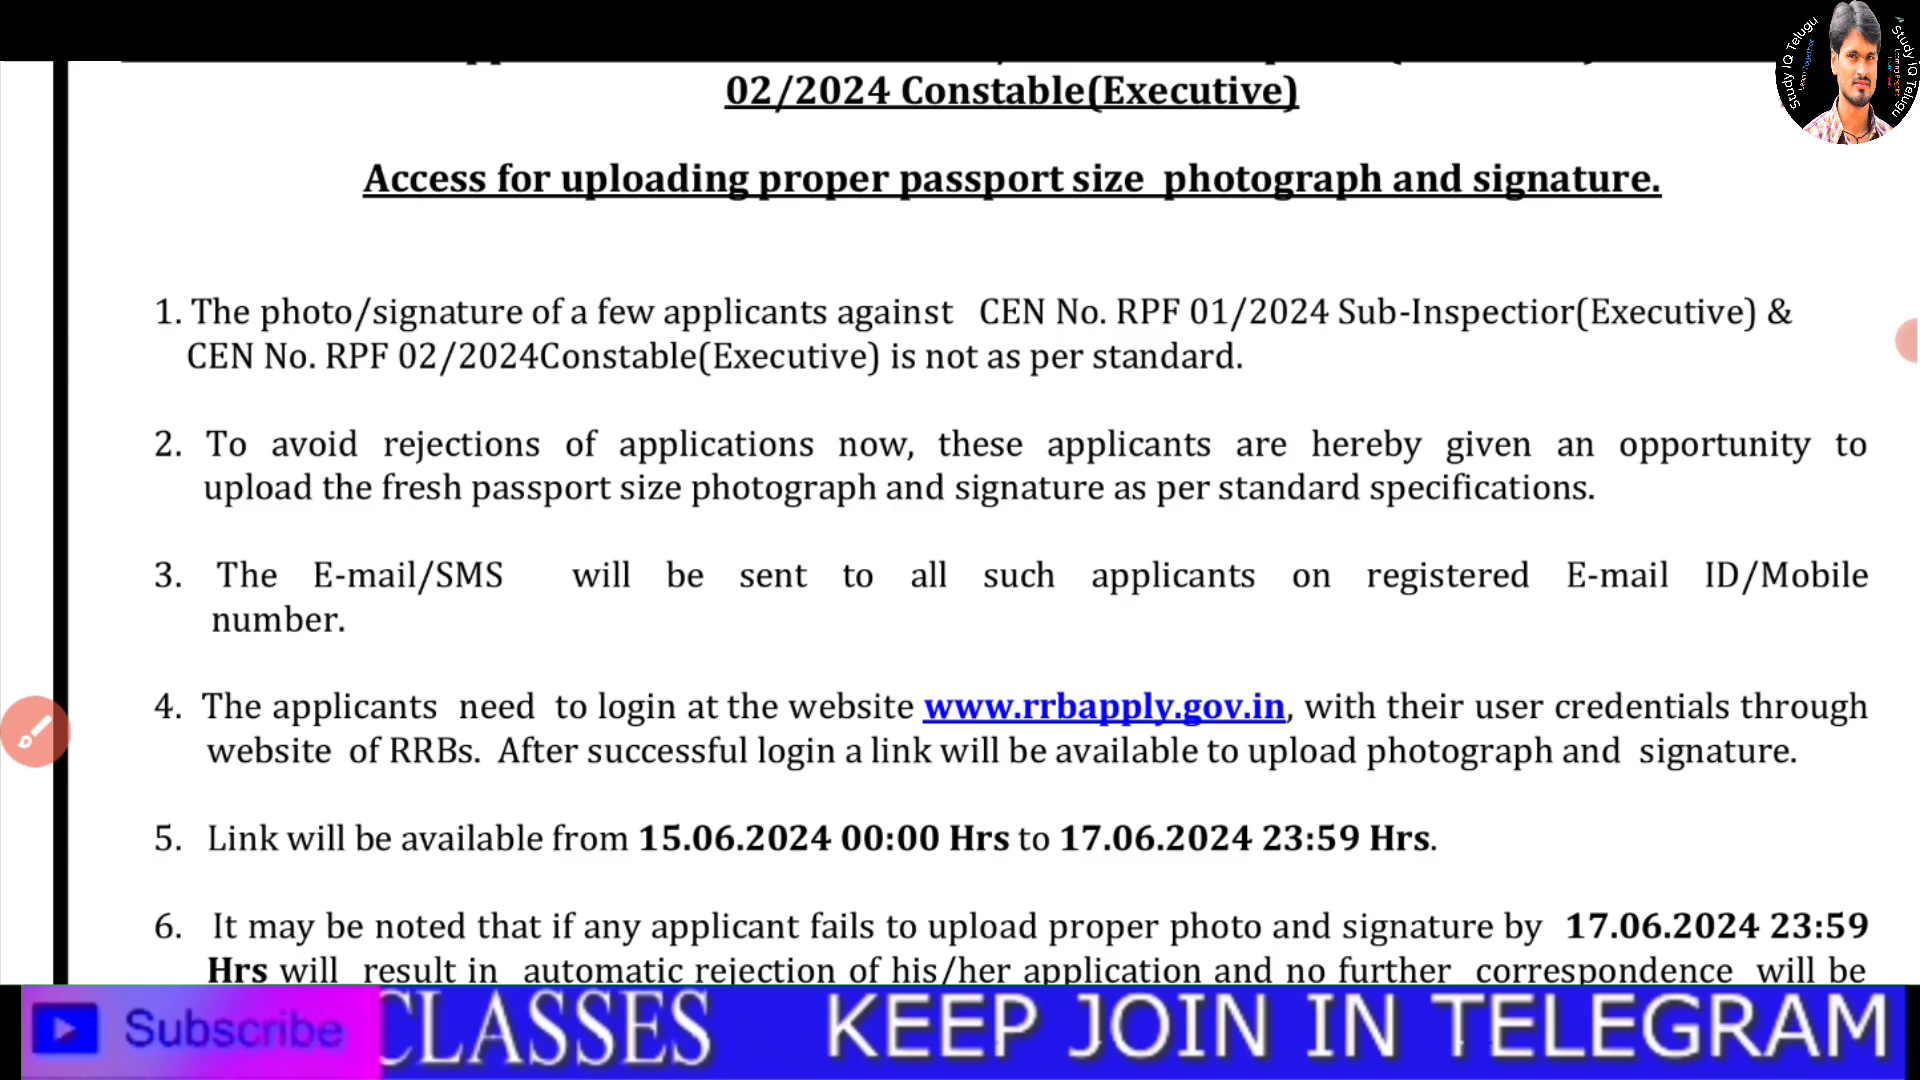 02/2024 Constable(Executive)
Access for uploading proper passport size photograph and signature.
1. The photo/signature of a few applicants against CEN No. RPF 01/2024 Sub-Inspectior(Executive) &
CEN No. RPF 02/2024Constable(Executive) is not as per standard.
2. To avoid rejections of applications now, these applicants are hereby given an opportunity to
upload the fresh passport size photograph and signature as per standard specifications.
3. The E-mail/SMS will be sent to all such applicants on registered E-mail ID/Mobile
number.
4. The applicants need to login at the website www.rrbapply.gov.in, with their user credentials through
website of RRBs. After successful login a link will be available to upload photograph and signature.
5. Link will be available from 15.06.2024 00:00 Hrs to 17.06.2024 23:59 Hrs.
6. It may be noted that if any applicant fails to upload proper photo and signature by 17.06.2024 23:59
Hrs will result in automatic rejection of his/her application and no further correspondence will be
Study IQ Telugu
Study IQ Telugu
Subscribe
CLASSES KEEP JOIN IN TELEGRAM